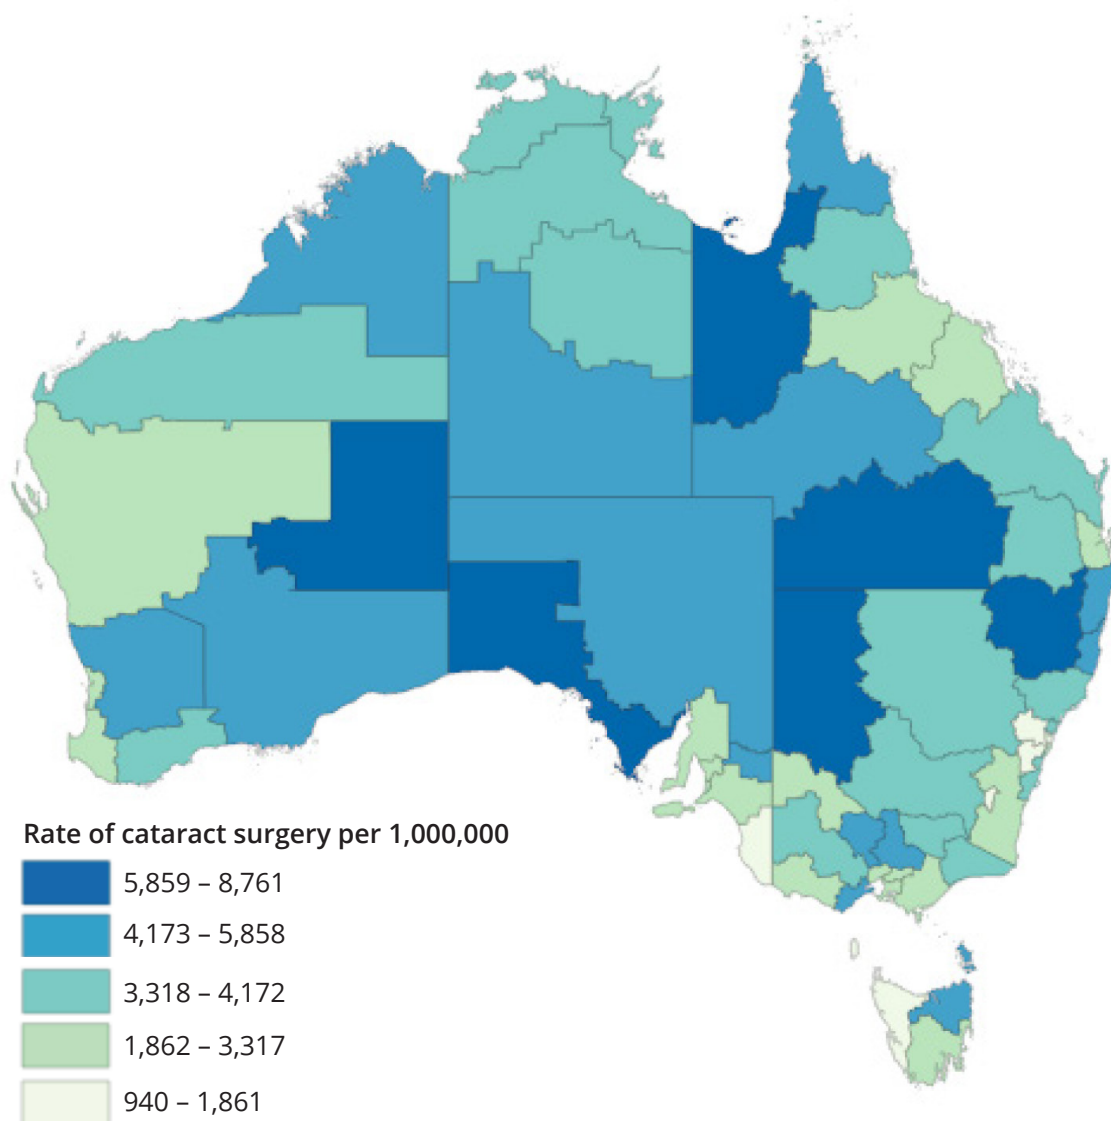 Rate of cataract surgery per 1,000,000
5,859 – 8,761
4,173 – 5,858
3,318 – 4,172
1,862 – 3,317
940 – 1,861